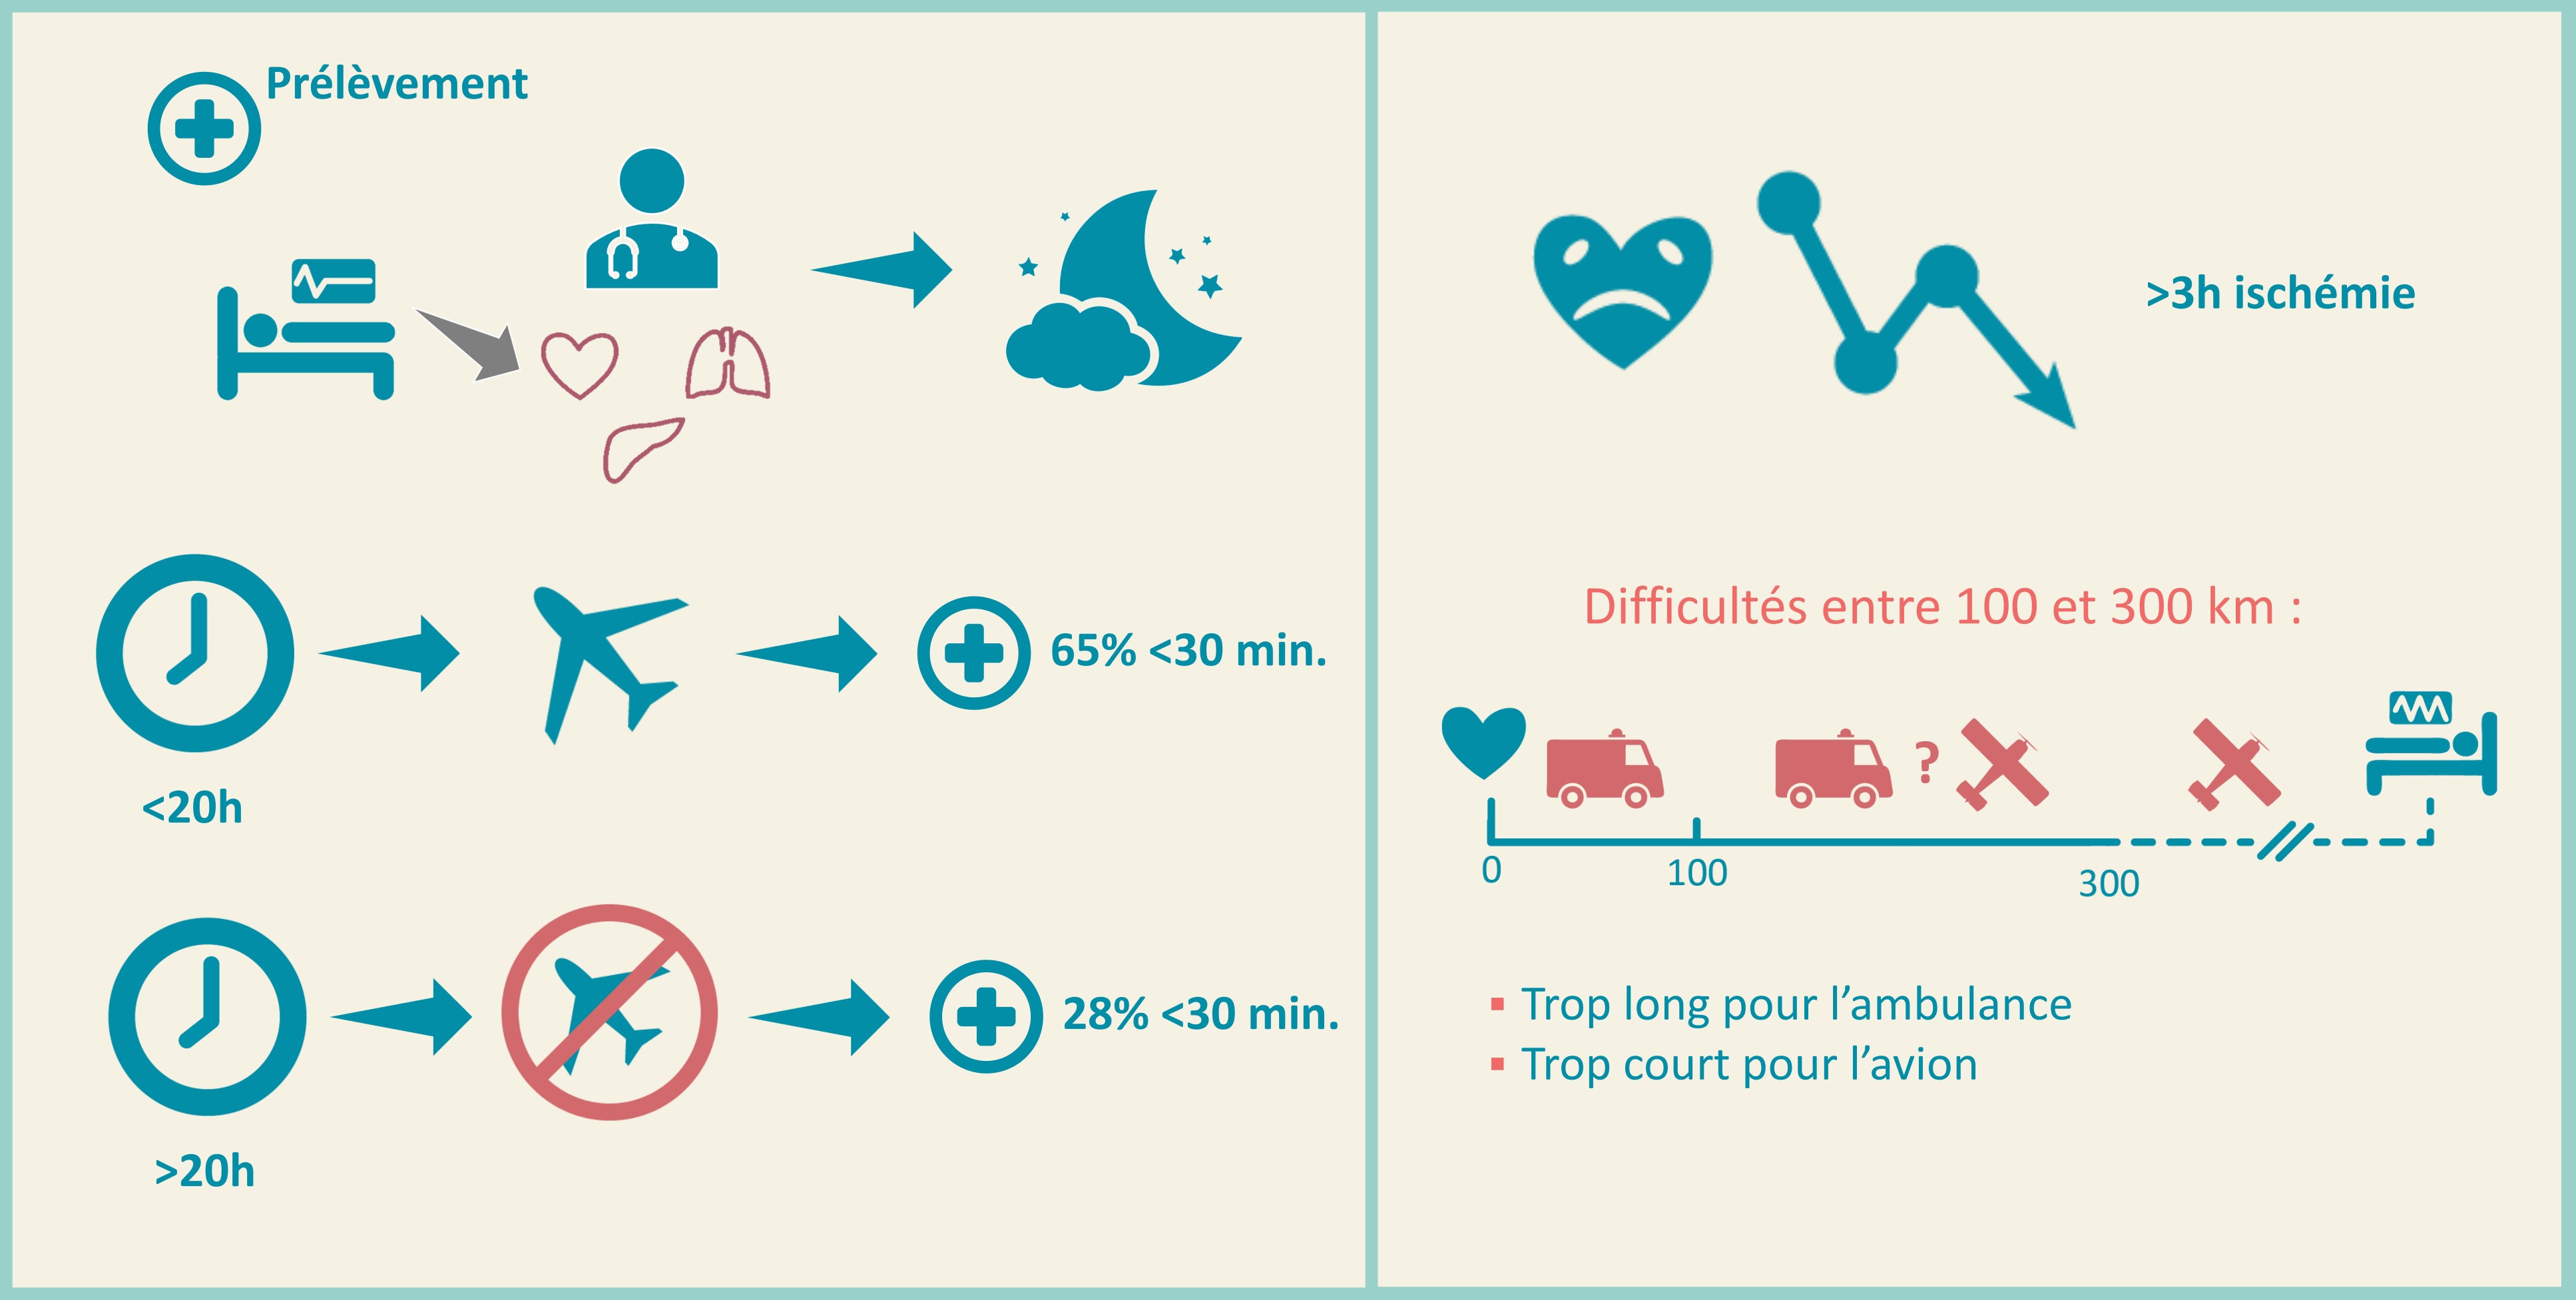 Prélèvement
65% <30 min.
<20h
28% <30 min.
>20h
>3h ischémie
Difficultés entre 100 et 300 km :
?
0
100
300
▪ Trop long pour l’ambulance
▪ Trop court pour l’avion